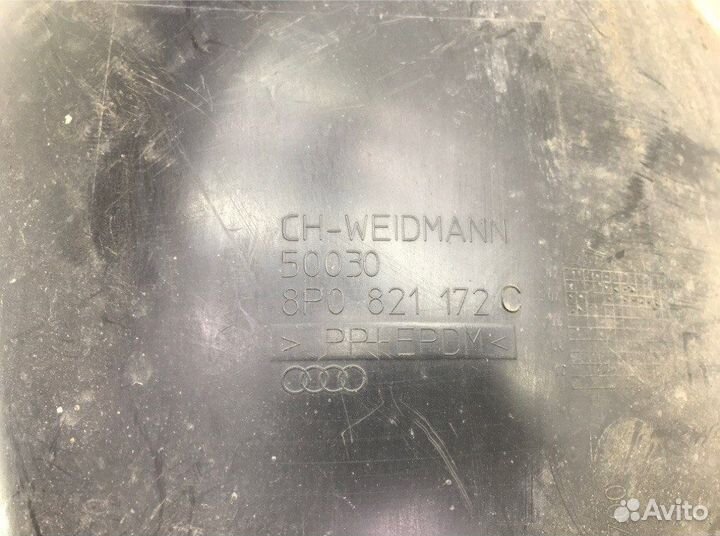 CH-WEIDMANN
50030
8P0 821 172 C
> PP+EPDM <
Avito